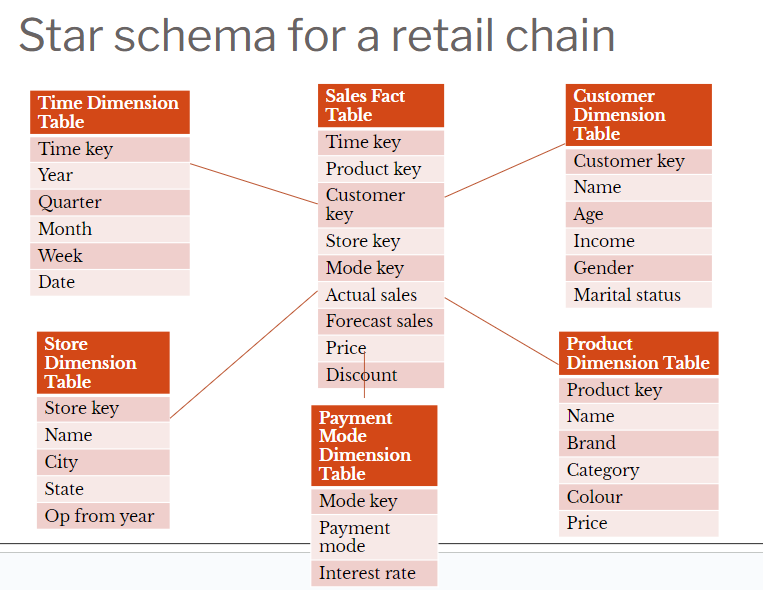 Star schema for a retail chain
Time Dimension
Table
Time key
Year
Quarter
Month
Week
Date
Sales Fact
Table
Time key
Product key
Customer
key
Store key
Mode key
Actual sales
Forecast sales
Price
Discount
Customer
Dimension
Table
Customer key
Name
Age
Income
Gender
Marital status
Store
Dimension
Table
Store key
Name
City
State
Op from year
Payment
Mode
Dimension
Table
Mode key
Payment
mode
Interest rate
Product
Dimension Table
Product key
Name
Brand
Category
Colour
Price